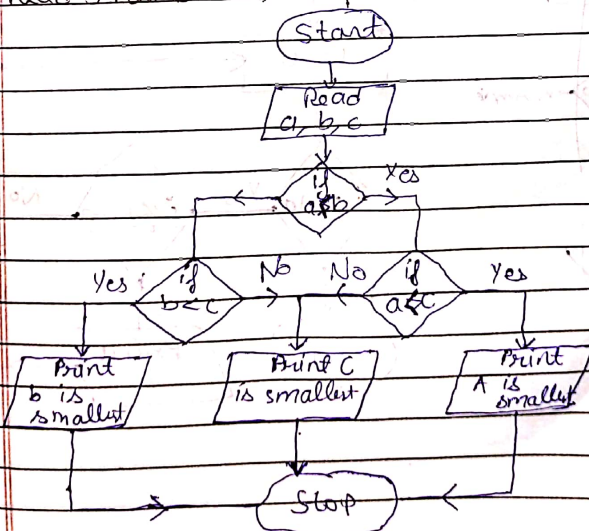 Start
Read
a, b, c
if
a<b
Yes
Yes
if
b<c
No
No
if
a<c
Yes
Print
b is
smallest
Print C
is smallest
Print
A is
smallest
Stop